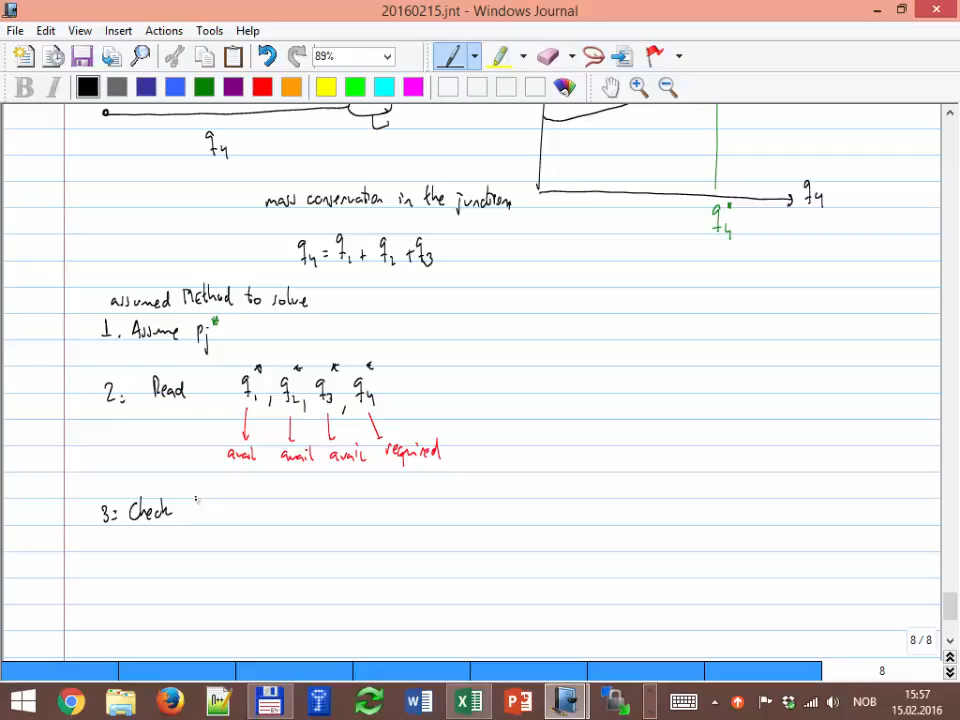 20160215.jnt - Windows Journal
File Edit View Insert Actions Tools Help
89%
B I
q4
q4
mass conservation in the junction
q4*
q4 = q1 + q2 + q3
assumed Method to solve
1. Assume pj*
2. Read q1*, q2*, q3*, q4*
avail avail avail required
3. Check
8 / 8
8
15:57
NOB
15.02.2016